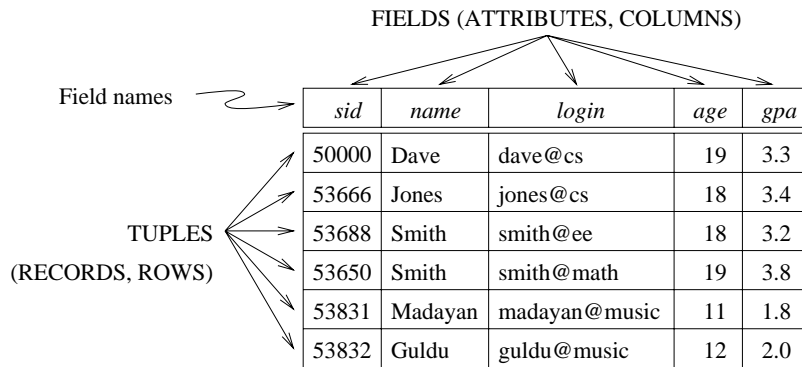 FIELDS (ATTRIBUTES, COLUMNS)
Field names
sid name login age gpa
50000 Dave dave@cs 19 3.3
53666 Jones jones@cs 18 3.4
TUPLES
53688 Smith smith@ee 18 3.2
(RECORDS, ROWS)
53650 Smith smith@math 19 3.8
53831 Madayan madayan@music 11 1.8
53832 Guldu guldu@music 12 2.0